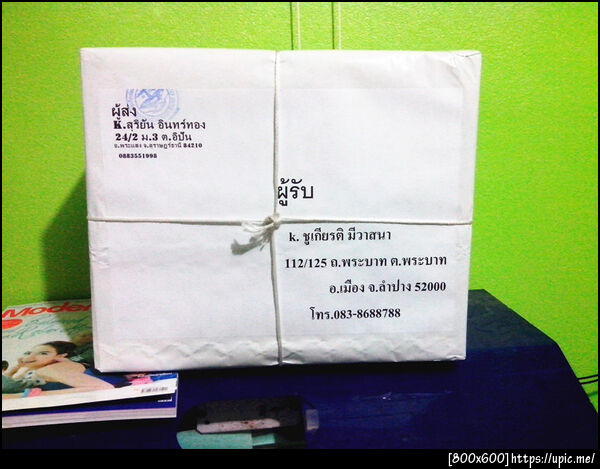 ผู้ส่ง
K.สุริยัน อินทร์ทอง
24/2 ม.3 ต.อิปัน
อ.พระแสง จ.สุราษฎร์ธานี 84210
0883551998
ผู้รับ
k. ชูเกียรติ มีวาสนา
112/125 ถ.พระบาท ต.พระบาท
อ.เมือง จ.ลำปาง 52000
โทร.083-8688788
Modern
[800x600]https://upic.me/